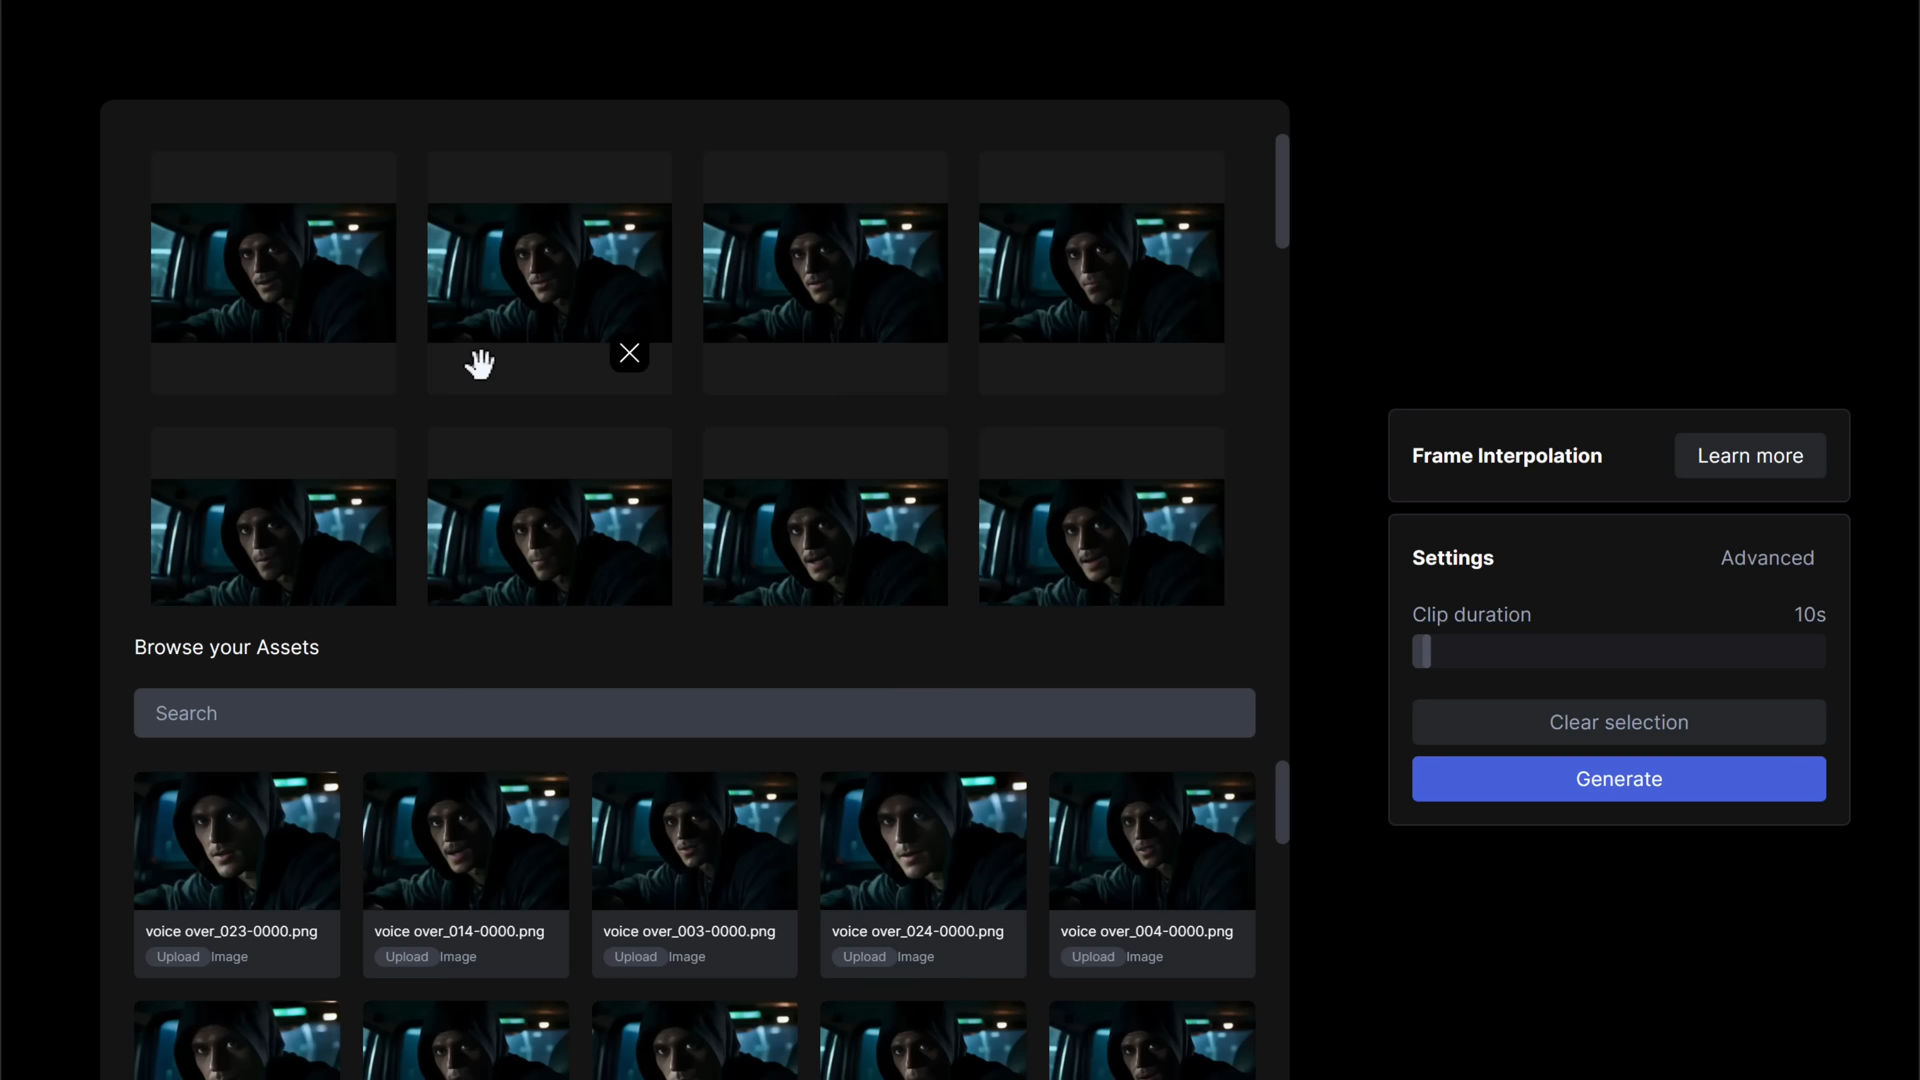 Frame Interpolation
Learn more
Settings
Advanced
Clip duration
10s
Clear selection
Generate
Browse your Assets
Search
voice over_023-0000.png
Upload Image
voice over_014-0000.png
Upload Image
voice over_003-0000.png
Upload Image
voice over_024-0000.png
Upload Image
voice over_004-0000.png
Upload Image